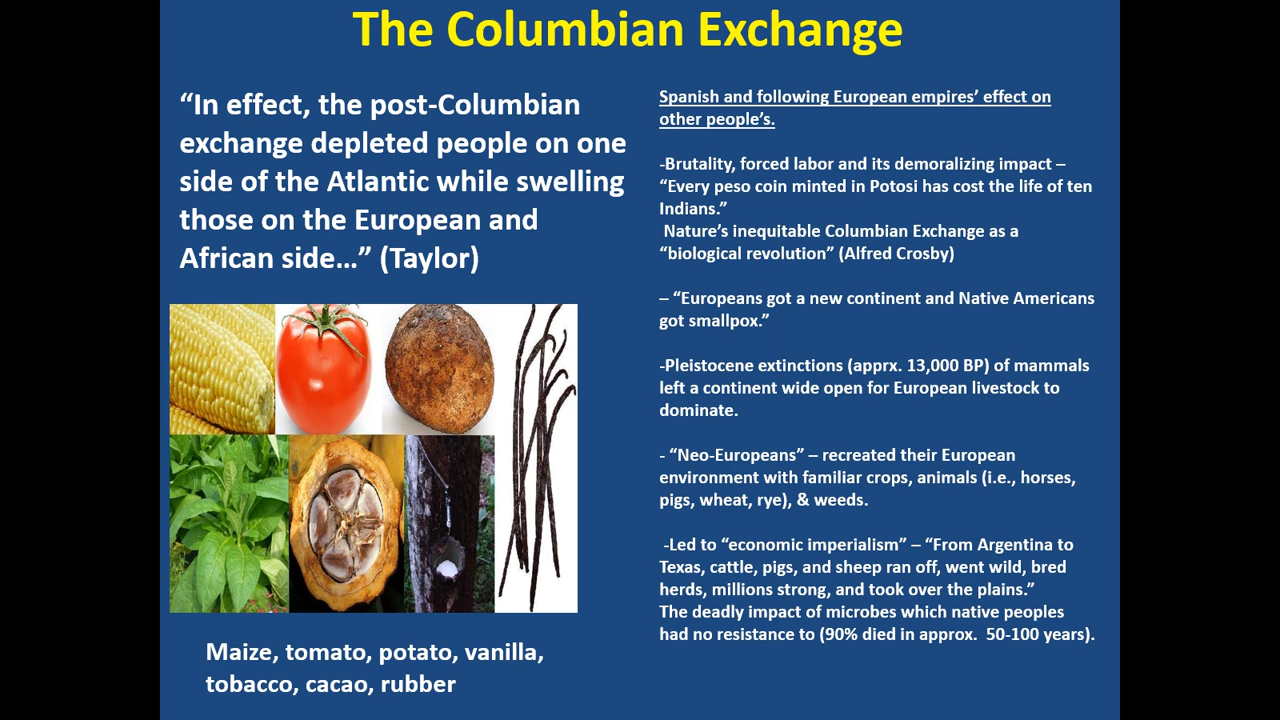 The Columbian Exchange
“In effect, the post-Columbian
exchange depleted people on one
side of the Atlantic while swelling
those on the European and
African side…” (Taylor)
Maize, tomato, potato, vanilla,
tobacco, cacao, rubber
Spanish and following European empires’ effect on
other people’s.
-Brutality, forced labor and its demoralizing impact –
“Every peso coin minted in Potosi has cost the life of ten
Indians.”
Nature’s inequitable Columbian Exchange as a
“biological revolution” (Alfred Crosby)
– “Europeans got a new continent and Native Americans
got smallpox.”
-Pleistocene extinctions (apprx. 13,000 BP) of mammals
left a continent wide open for European livestock to
dominate.
- “Neo-Europeans” – recreated their European
environment with familiar crops, animals (i.e., horses,
pigs, wheat, rye), & weeds.
-Led to “economic imperialism” – “From Argentina to
Texas, cattle, pigs, and sheep ran off, went wild, bred
herds, millions strong, and took over the plains.”
The deadly impact of microbes which native peoples
had no resistance to (90% died in approx. 50-100 years).